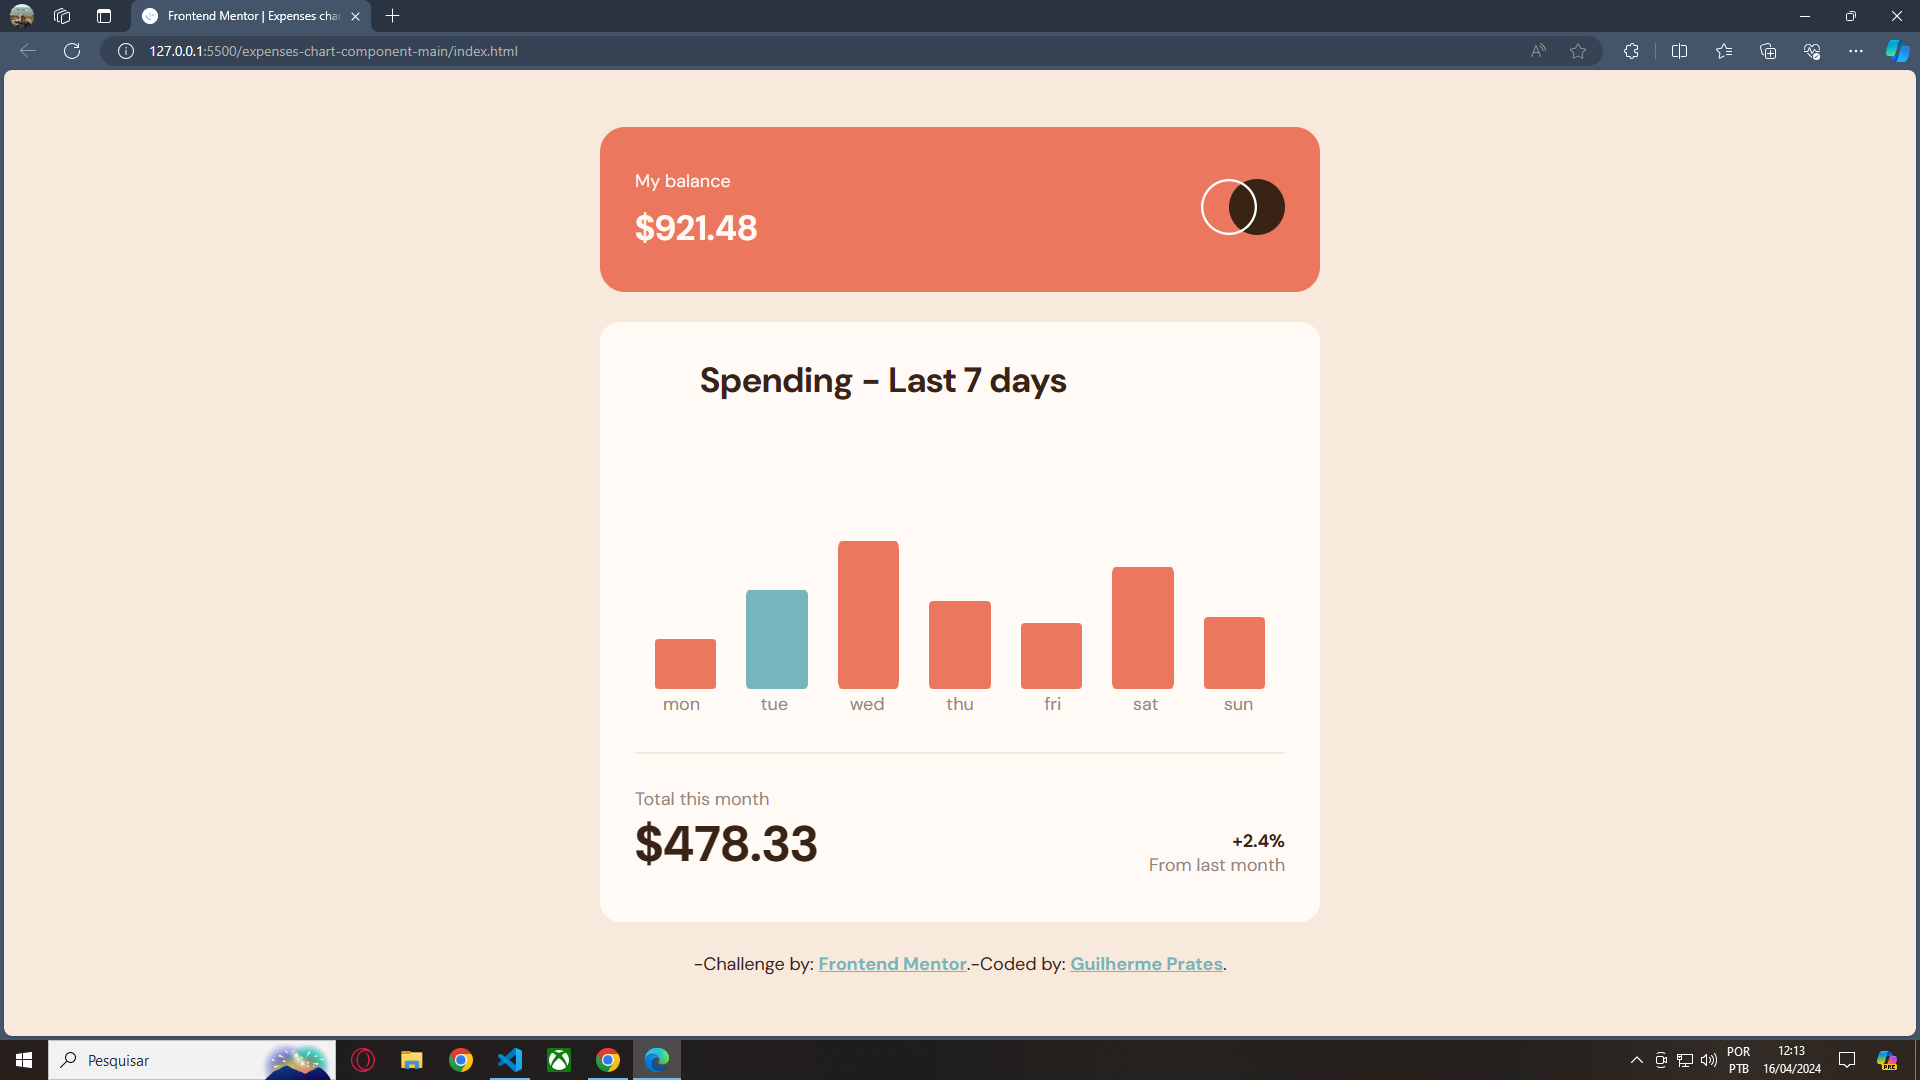 Frontend Mentor | Expenses char
127.0.0.1:5500/expenses-chart-component-main/index.html
My balance
$921.48
Spending - Last 7 days
mon tue wed thu fri sat sun
Total this month
$478.33
+2.4%
From last month
-Challenge by: Frontend Mentor.-Coded by: Guilherme Prates.
Pesquisar
POR
PTB
12:13
16/04/2024
PRE